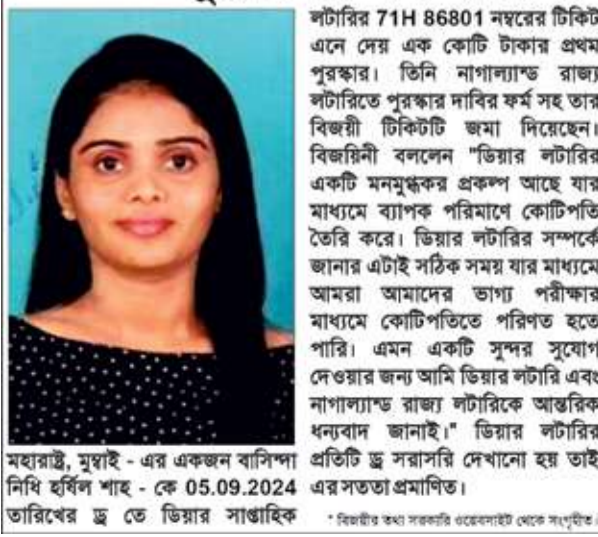 মহারাষ্ট্র, মুম্বাই - এর একজন বাসিন্দা
নিধি হর্ষিল শাহ - কে 05.09.2024
তারিখের ড্র তে ডিয়ার সাপ্তাহিক
লটারির 71H 86801 নম্বরের টিকিট
এনে দেয় এক কোটি টাকার প্রথম
পুরস্কার। তিনি নাগাল্যান্ড রাজ্য
লটারিতে পুরস্কার দাবির ফর্ম সহ তার
বিজয়ী টিকিটটি জমা দিয়েছেন।
বিজয়িনী বললেন "ডিয়ার লটারির
একটি মনমুগ্ধকর প্রকল্প আছে যার
মাধ্যমে ব্যাপক পরিমাণে কোটিপতি
তৈরি করে। ডিয়ার লটারির সম্পর্কে
জানার এটাই সঠিক সময় যার মাধ্যমে
আমরা আমাদের ভাগ্য পরীক্ষার
মাধ্যমে কোটিপতিতে পরিণত হতে
পারি। এমন একটি সুন্দর সুযোগ
দেওয়ার জন্য আমি ডিয়ার লটারি এবং
নাগাল্যান্ড রাজ্য লটারিকে আন্তরিক
ধন্যবাদ জানাই।" ডিয়ার লটারির
প্রতিটি ড্র সরাসরি দেখানো হয় তাই
এর সততা প্রমাণিত।
* বিজয়ীর তথ্য সরকারি ওয়েবসাইট থেকে সংগৃহীত।